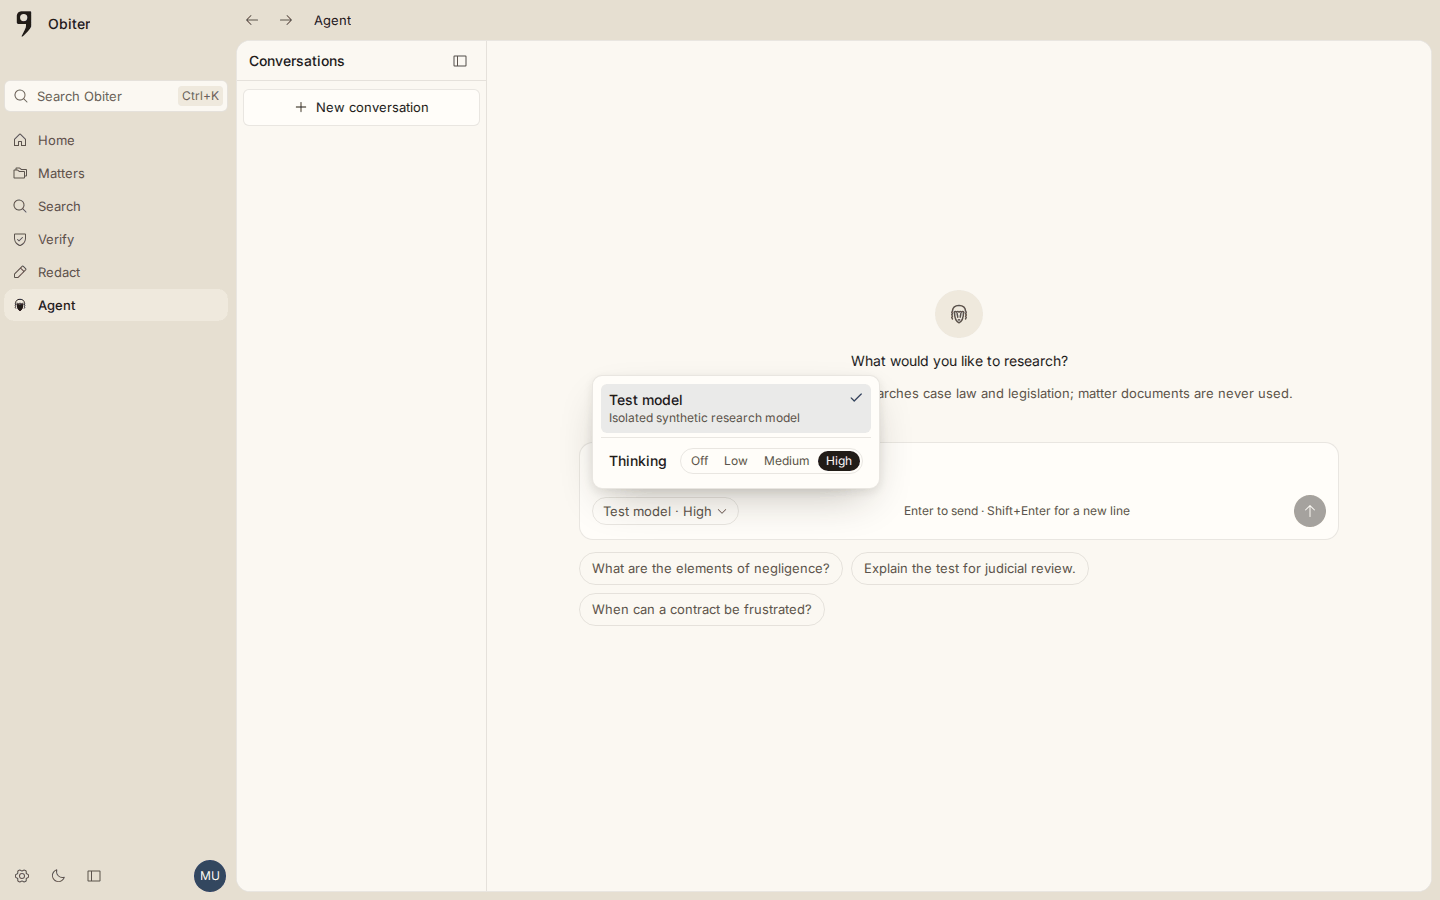 Obiter
Agent
Search Obiter Ctrl+K
Home
Matters
Search
Verify
Redact
Agent
MU
Conversations
New conversation
What would you like to research?
case law and legislation; matter documents are never used.
Test model
Isolated synthetic research model
Thinking Off Low Medium High
Test model · High
Enter to send · Shift+Enter for a new line
What are the elements of negligence?
Explain the test for judicial review.
When can a contract be frustrated?